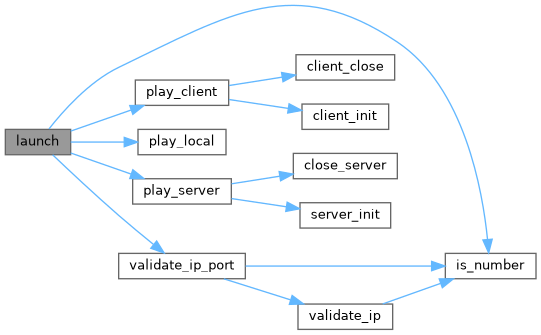 launch
play_client
client_close
client_init
play_local
play_server
close_server
server_init
validate_ip_port
is_number
validate_ip